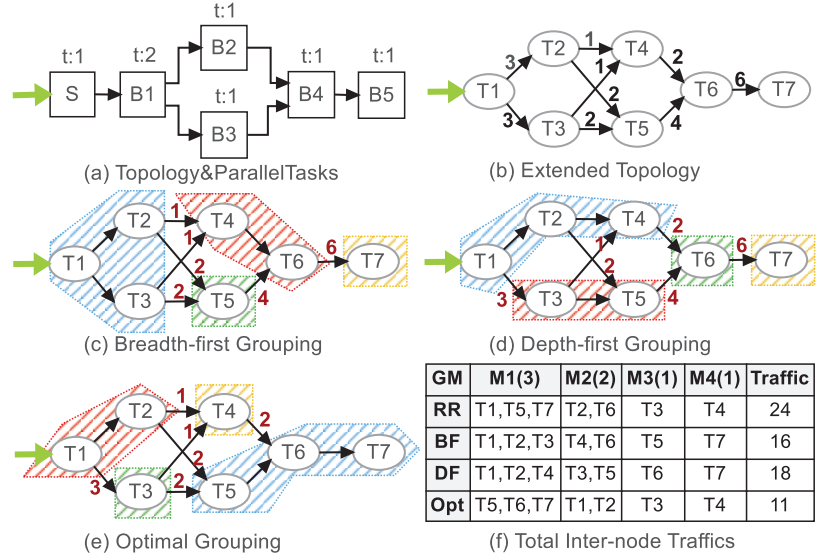 t:1 t:2 t:1 t:1 t:1
S B1 B2 B4 B5
t:1
B3
(a) Topology&ParallelTasks
T1 3 T2 1 T4 2 T6 6 T7
3 T3 1 2 2 T5 4
(b) Extended Topology
T1 T2 1 T4 T6 6 T7
T3 1 2 2 T5 4
(c) Breadth-first Grouping
T1 T2 T4 2 T6 6 T7
3 T3 1 2 T5 4
(d) Depth-first Grouping
T1 T2 1 T4 2 T6 T7
3 T3 1 2 2 T5
(e) Optimal Grouping
GM M1(3) M2(2) M3(1) M4(1) Traffic
RR T1,T5,T7 T2,T6 T3 T4 24
BF T1,T2,T3 T4,T6 T5 T7 16
DF T1,T2,T4 T3,T5 T6 T7 18
Opt T5,T6,T7 T1,T2 T3 T4 11
(f) Total Inter-node Traffics